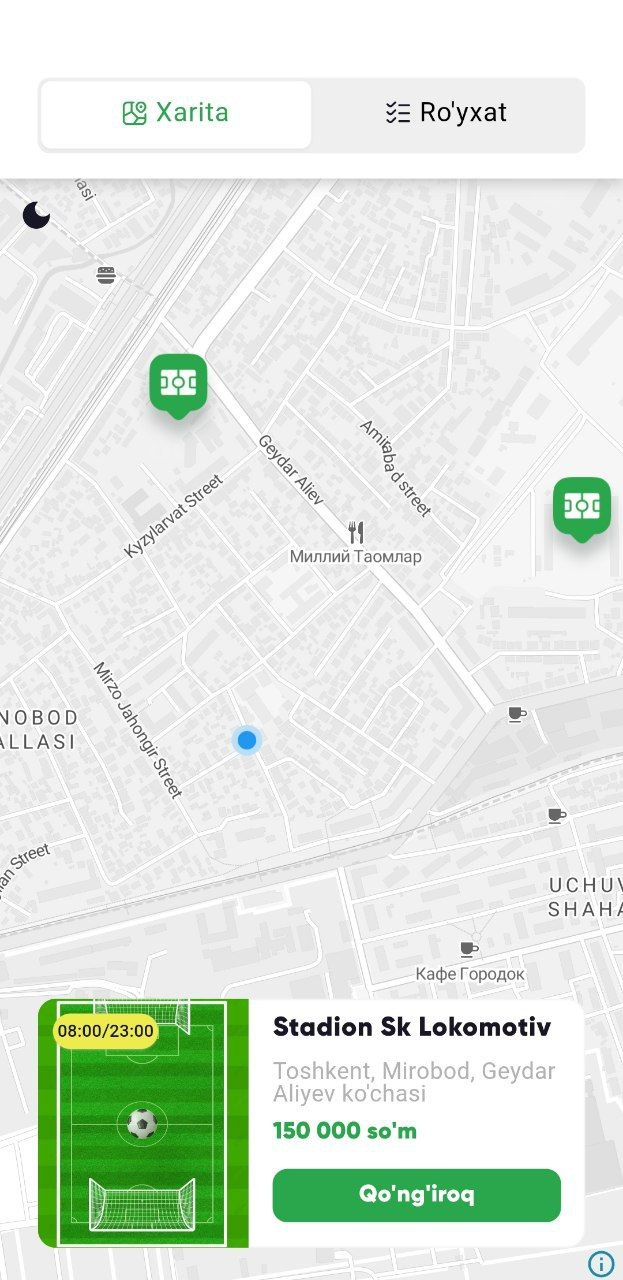 Xarita
Ro'yxat
Geydar Aliev
Amirabad street
Kyzylarvat Street
Миллий Таомлар
Mirzo Jahongir Street
NOBOD
ALLASI
UCHUV
SHAHA
Кафе Городок
08:00/23:00
Stadion Sk Lokomotiv
Toshkent, Mirobod, Geydar
Aliyev ko'chasi
150 000 so'm
Qo'ng'iroq